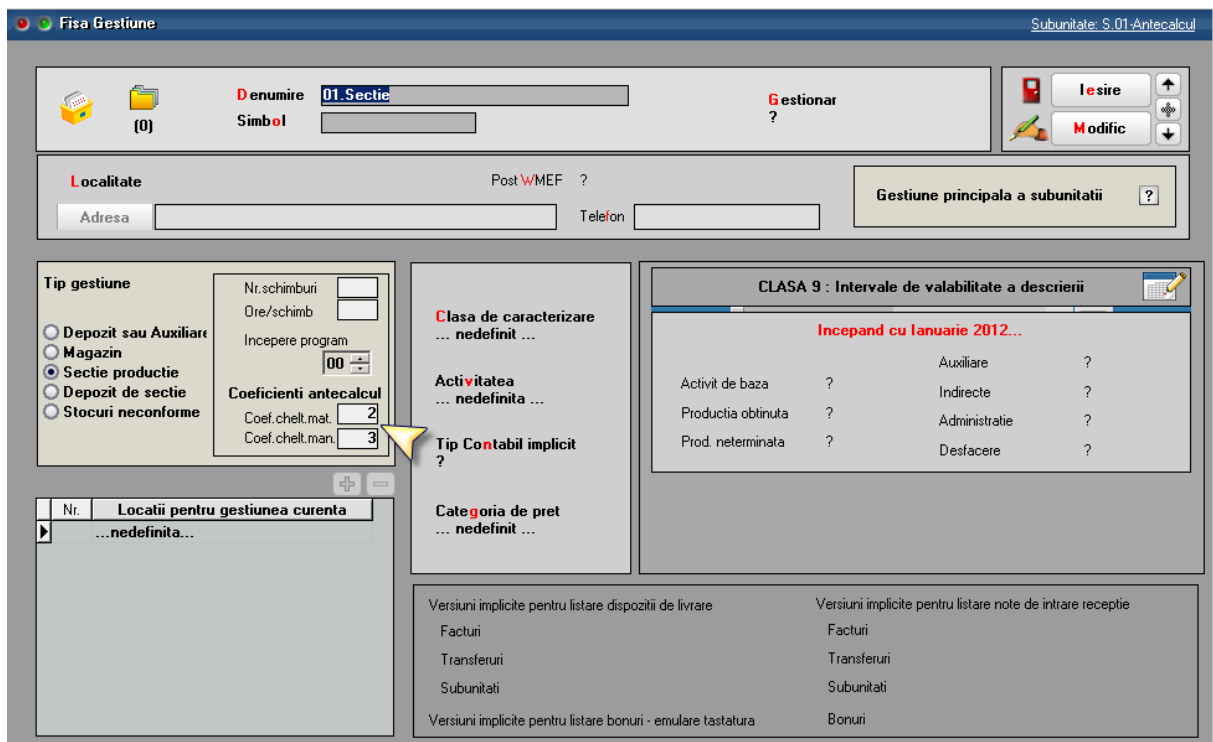 Fisa Gestiune
Subunitate: S.01-Antecalcul
Denumire 01.Sectie
Simbol
(0)
Gestionar
?
Iesire
Modific
Localitate
Post WMEF ?
Adresa
Telefon
Gestiune principala a subunitatii ?
Tip gestiune
Depozit sau Auxiliare
Magazin
Sectie productie
Depozit de sectie
Stocuri neconforme
Nr.schimburi
Ore/schimb
Incepere program
00
Coeficienti antecalcul
Coef.chelt.mat. 2
Coef.chelt.man. 3
Clasa de caracterizare
... nedefinit ...
Activitatea
... nedefinita ...
Tip Contabil implicit
?
Categoria de pret
... nedefinit ...
CLASA 9 : Intervale de valabilitate a descrierii
Incepand cu Ianuarie 2012...
Activit de baza ?
Productia obtinuta ?
Prod. neterminata ?
Auxiliare ?
Indirecte ?
Administratie ?
Desfacere ?
Nr. Locatii pentru gestiunea curenta
...nedefinita...
Versiuni implicite pentru listare dispozitii de livrare
Facturi
Transferuri
Subunitati
Versiuni implicite pentru listare bonuri - emulare tastatura
Versiuni implicite pentru listare note de intrare receptie
Facturi
Transferuri
Subunitati
Bonuri